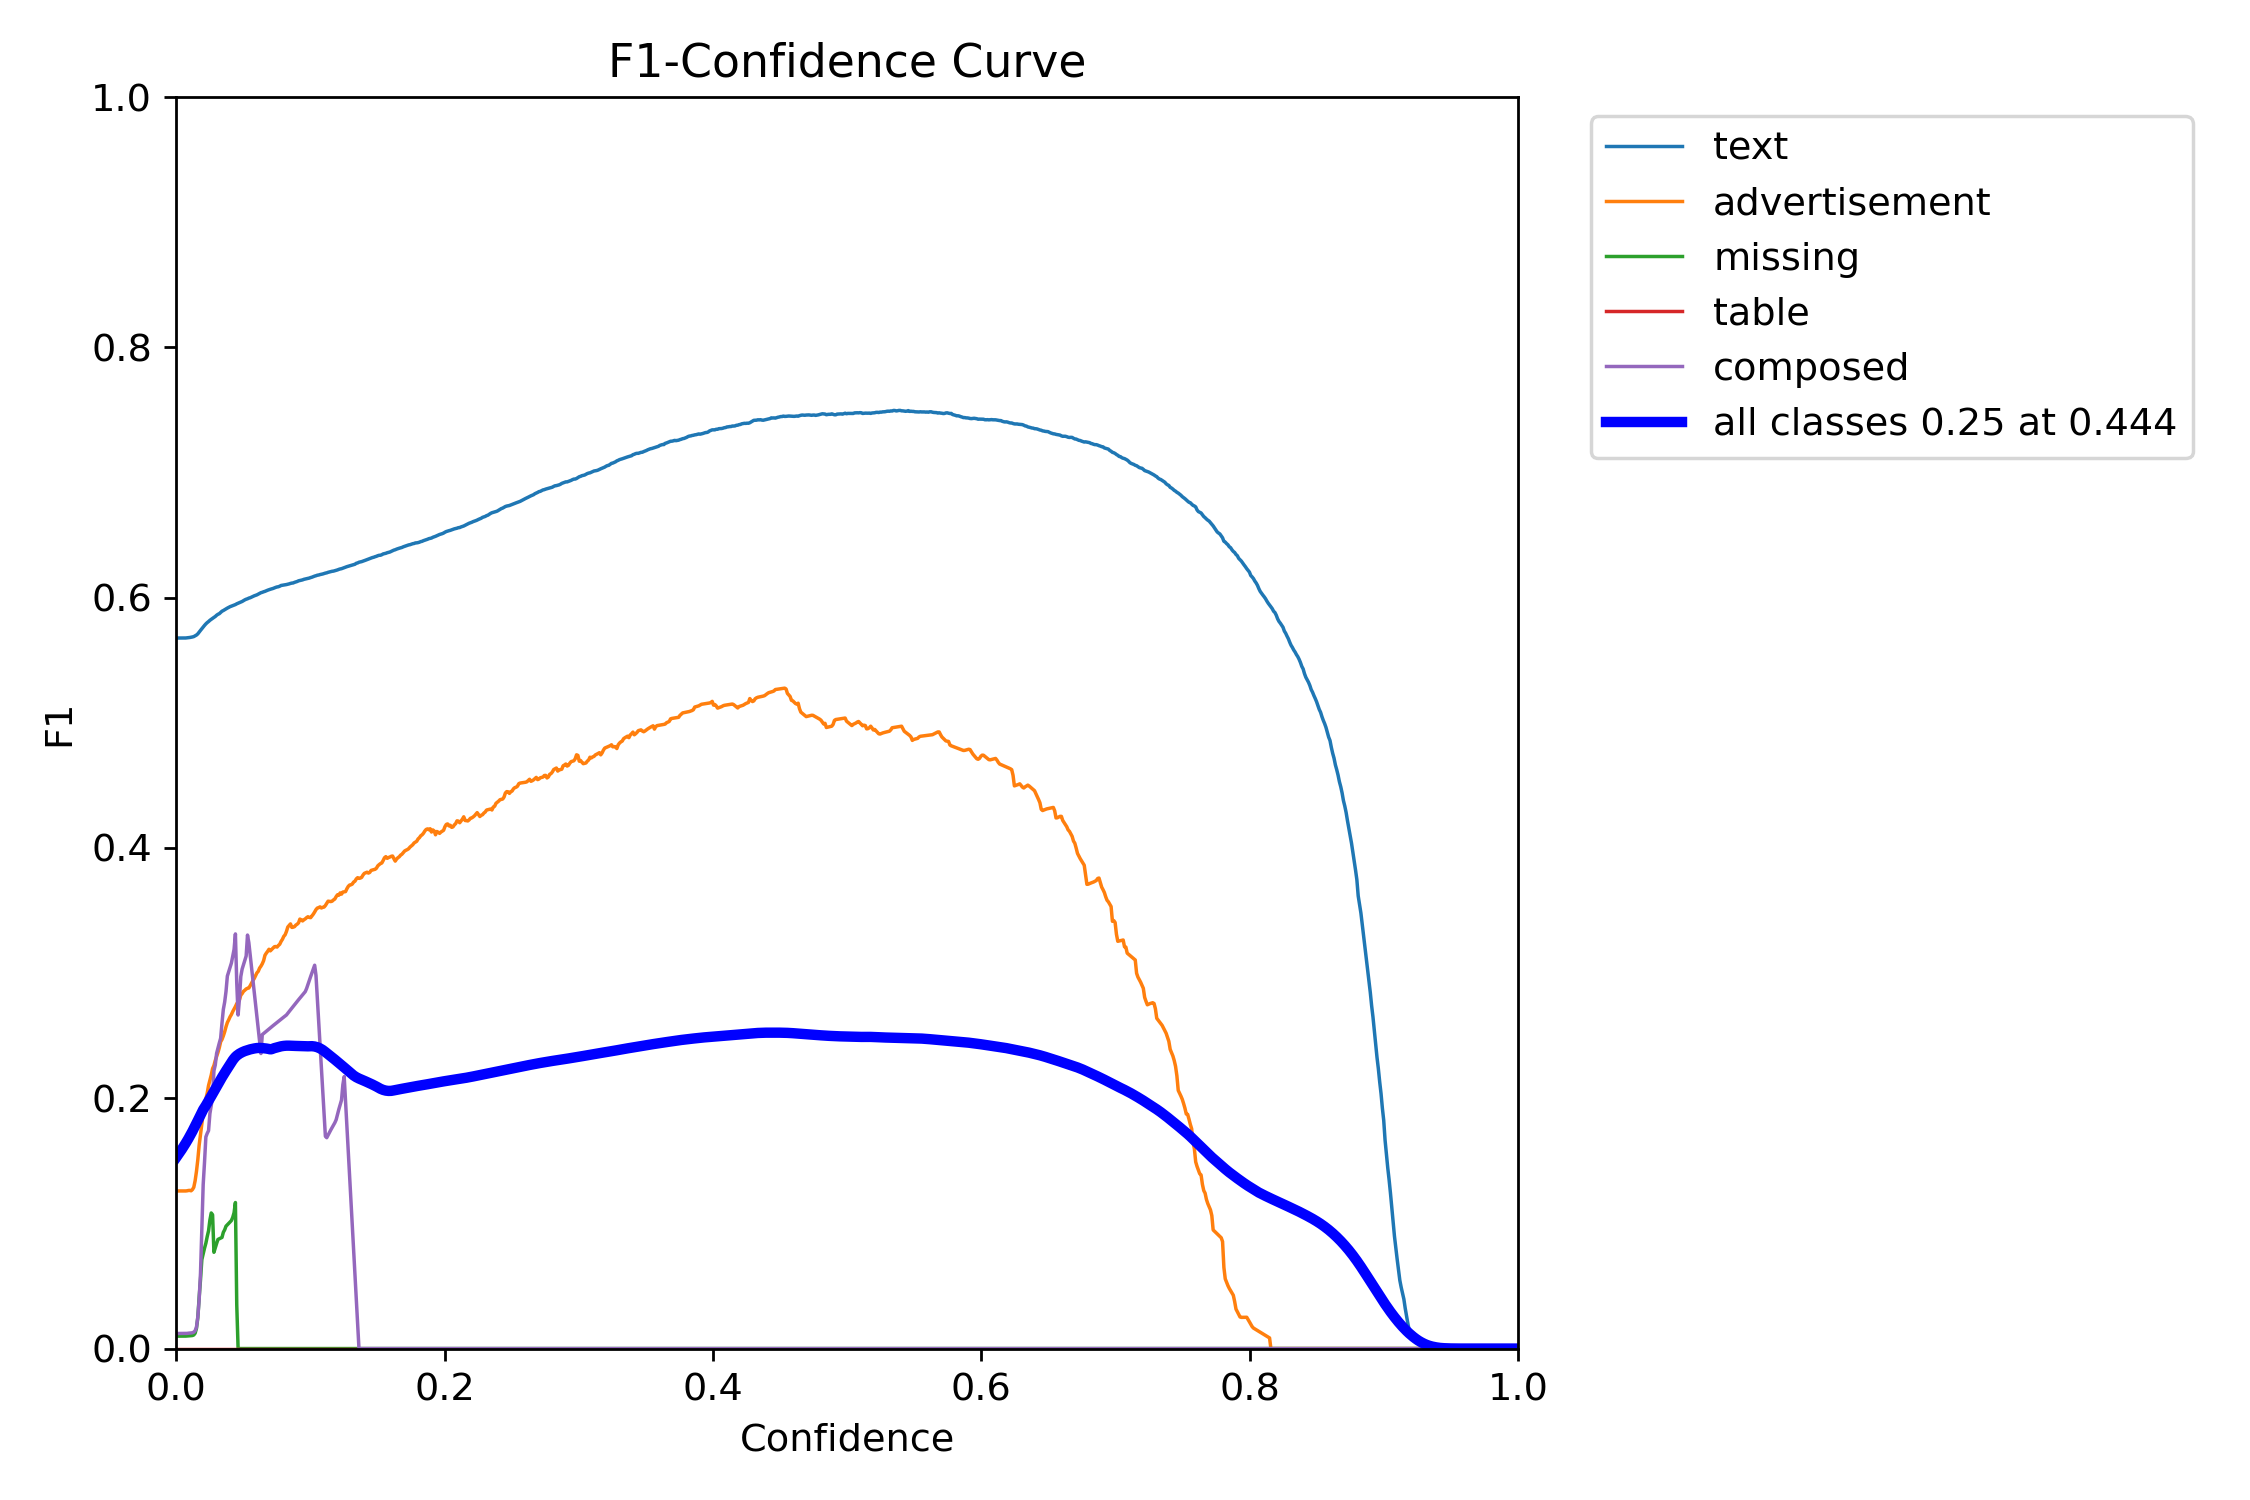 F1-Confidence Curve
1.0
0.8
0.6
0.4
0.2
0.0
F1
0.0 0.2 0.4 0.6 0.8 1.0
Confidence
text
advertisement
missing
table
composed
all classes 0.25 at 0.444